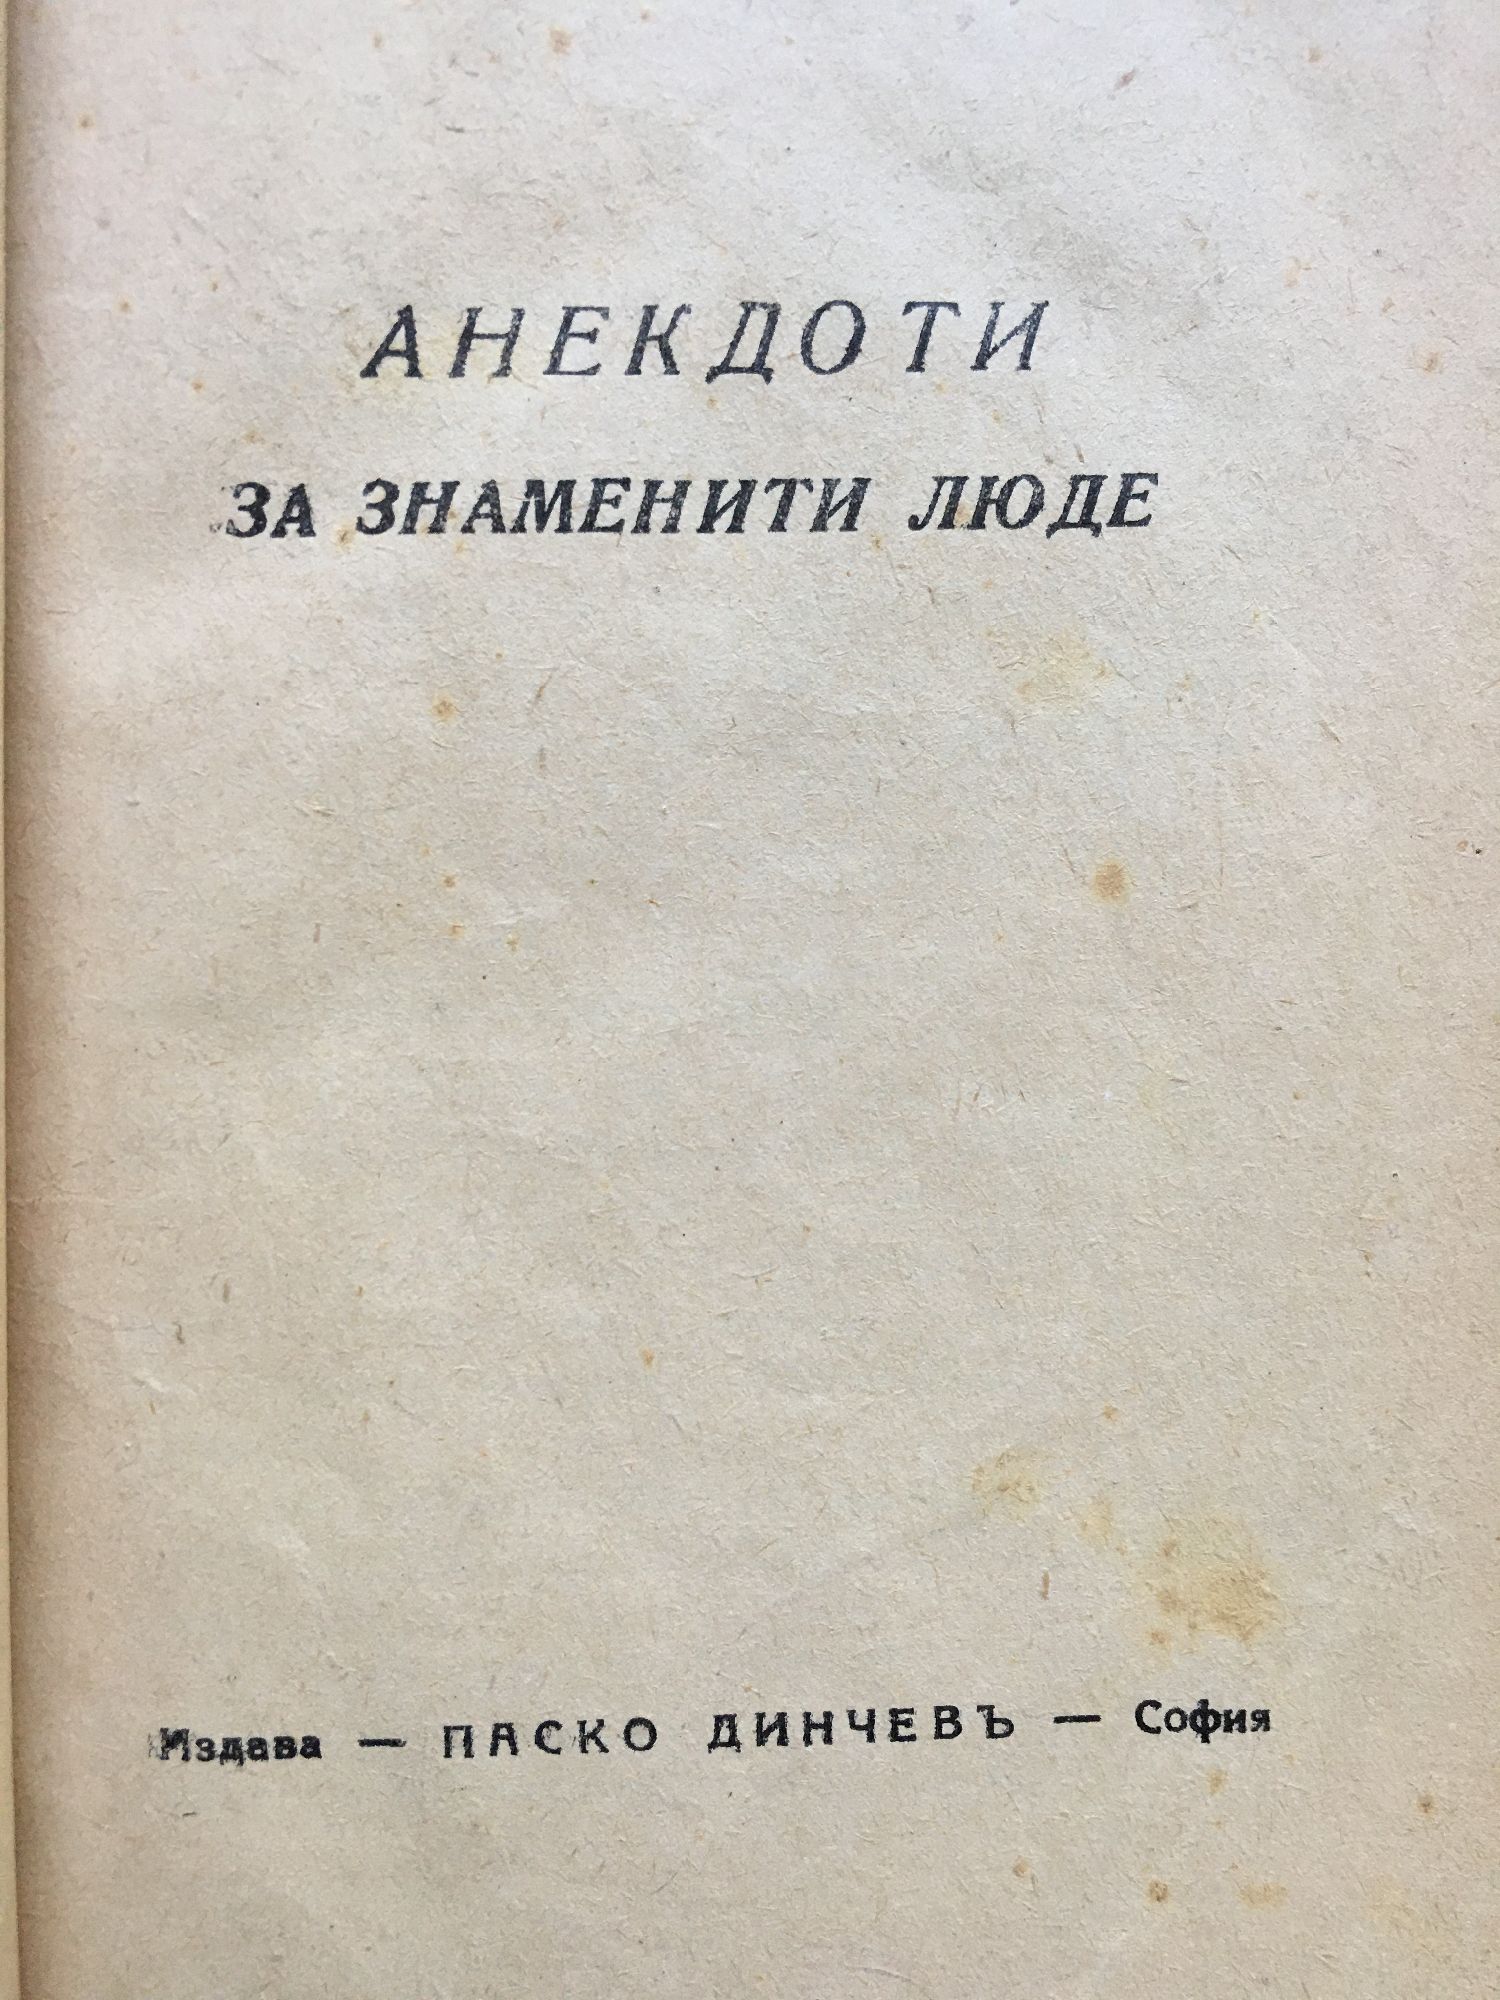 АНЕКДОТИ
ЗА ЗНАМЕНИТИ ЛЮДЕ
Издава — ПАСКО ДИНЧЕВЪ — София